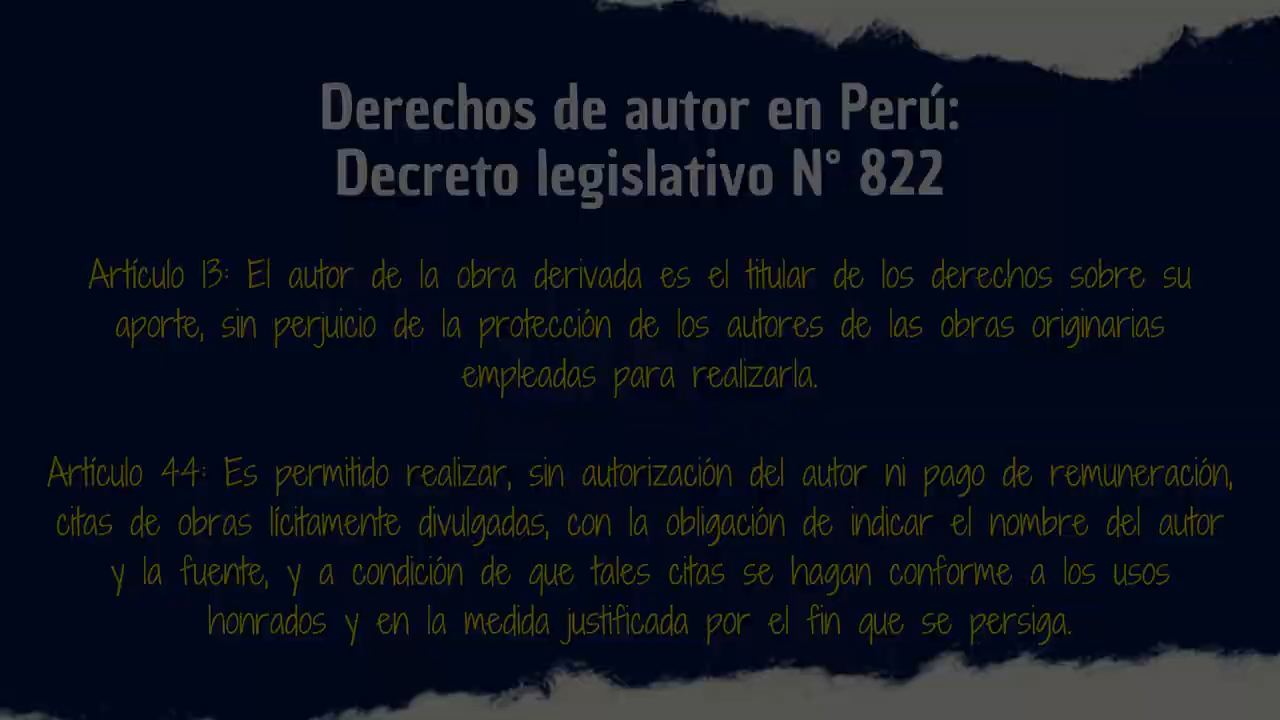 Derechos de autor en Perú:
Decreto legislativo N° 822
Artículo 13: El autor de la obra derivada es el titular de los derechos sobre su
aporte, sin perjuicio de la protección de los autores de las obras originarias
empleadas para realizarla.
Artículo 44: Es permitido realizar, sin autorización del autor ni pago de remuneración,
citas de obras lícitamente divulgadas, con la obligación de indicar el nombre del autor
y la fuente, y a condición de que tales citas se hagan conforme a los usos
honrados y en la medida justificada por el fin que se persiga.